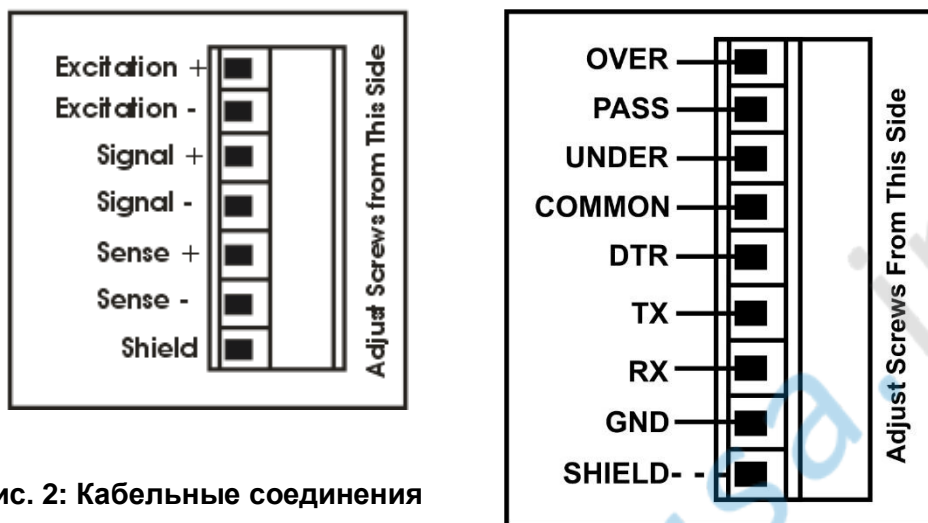 Excitation +
Excitation -
Signal +
Signal -
Sense +
Sense -
Shield
Adjust Screws from This Side
OVER
PASS
UNDER
COMMON
DTR
TX
RX
GND
SHIELD- -
Adjust Screws From This Side
ис. 2: Кабельные соединения